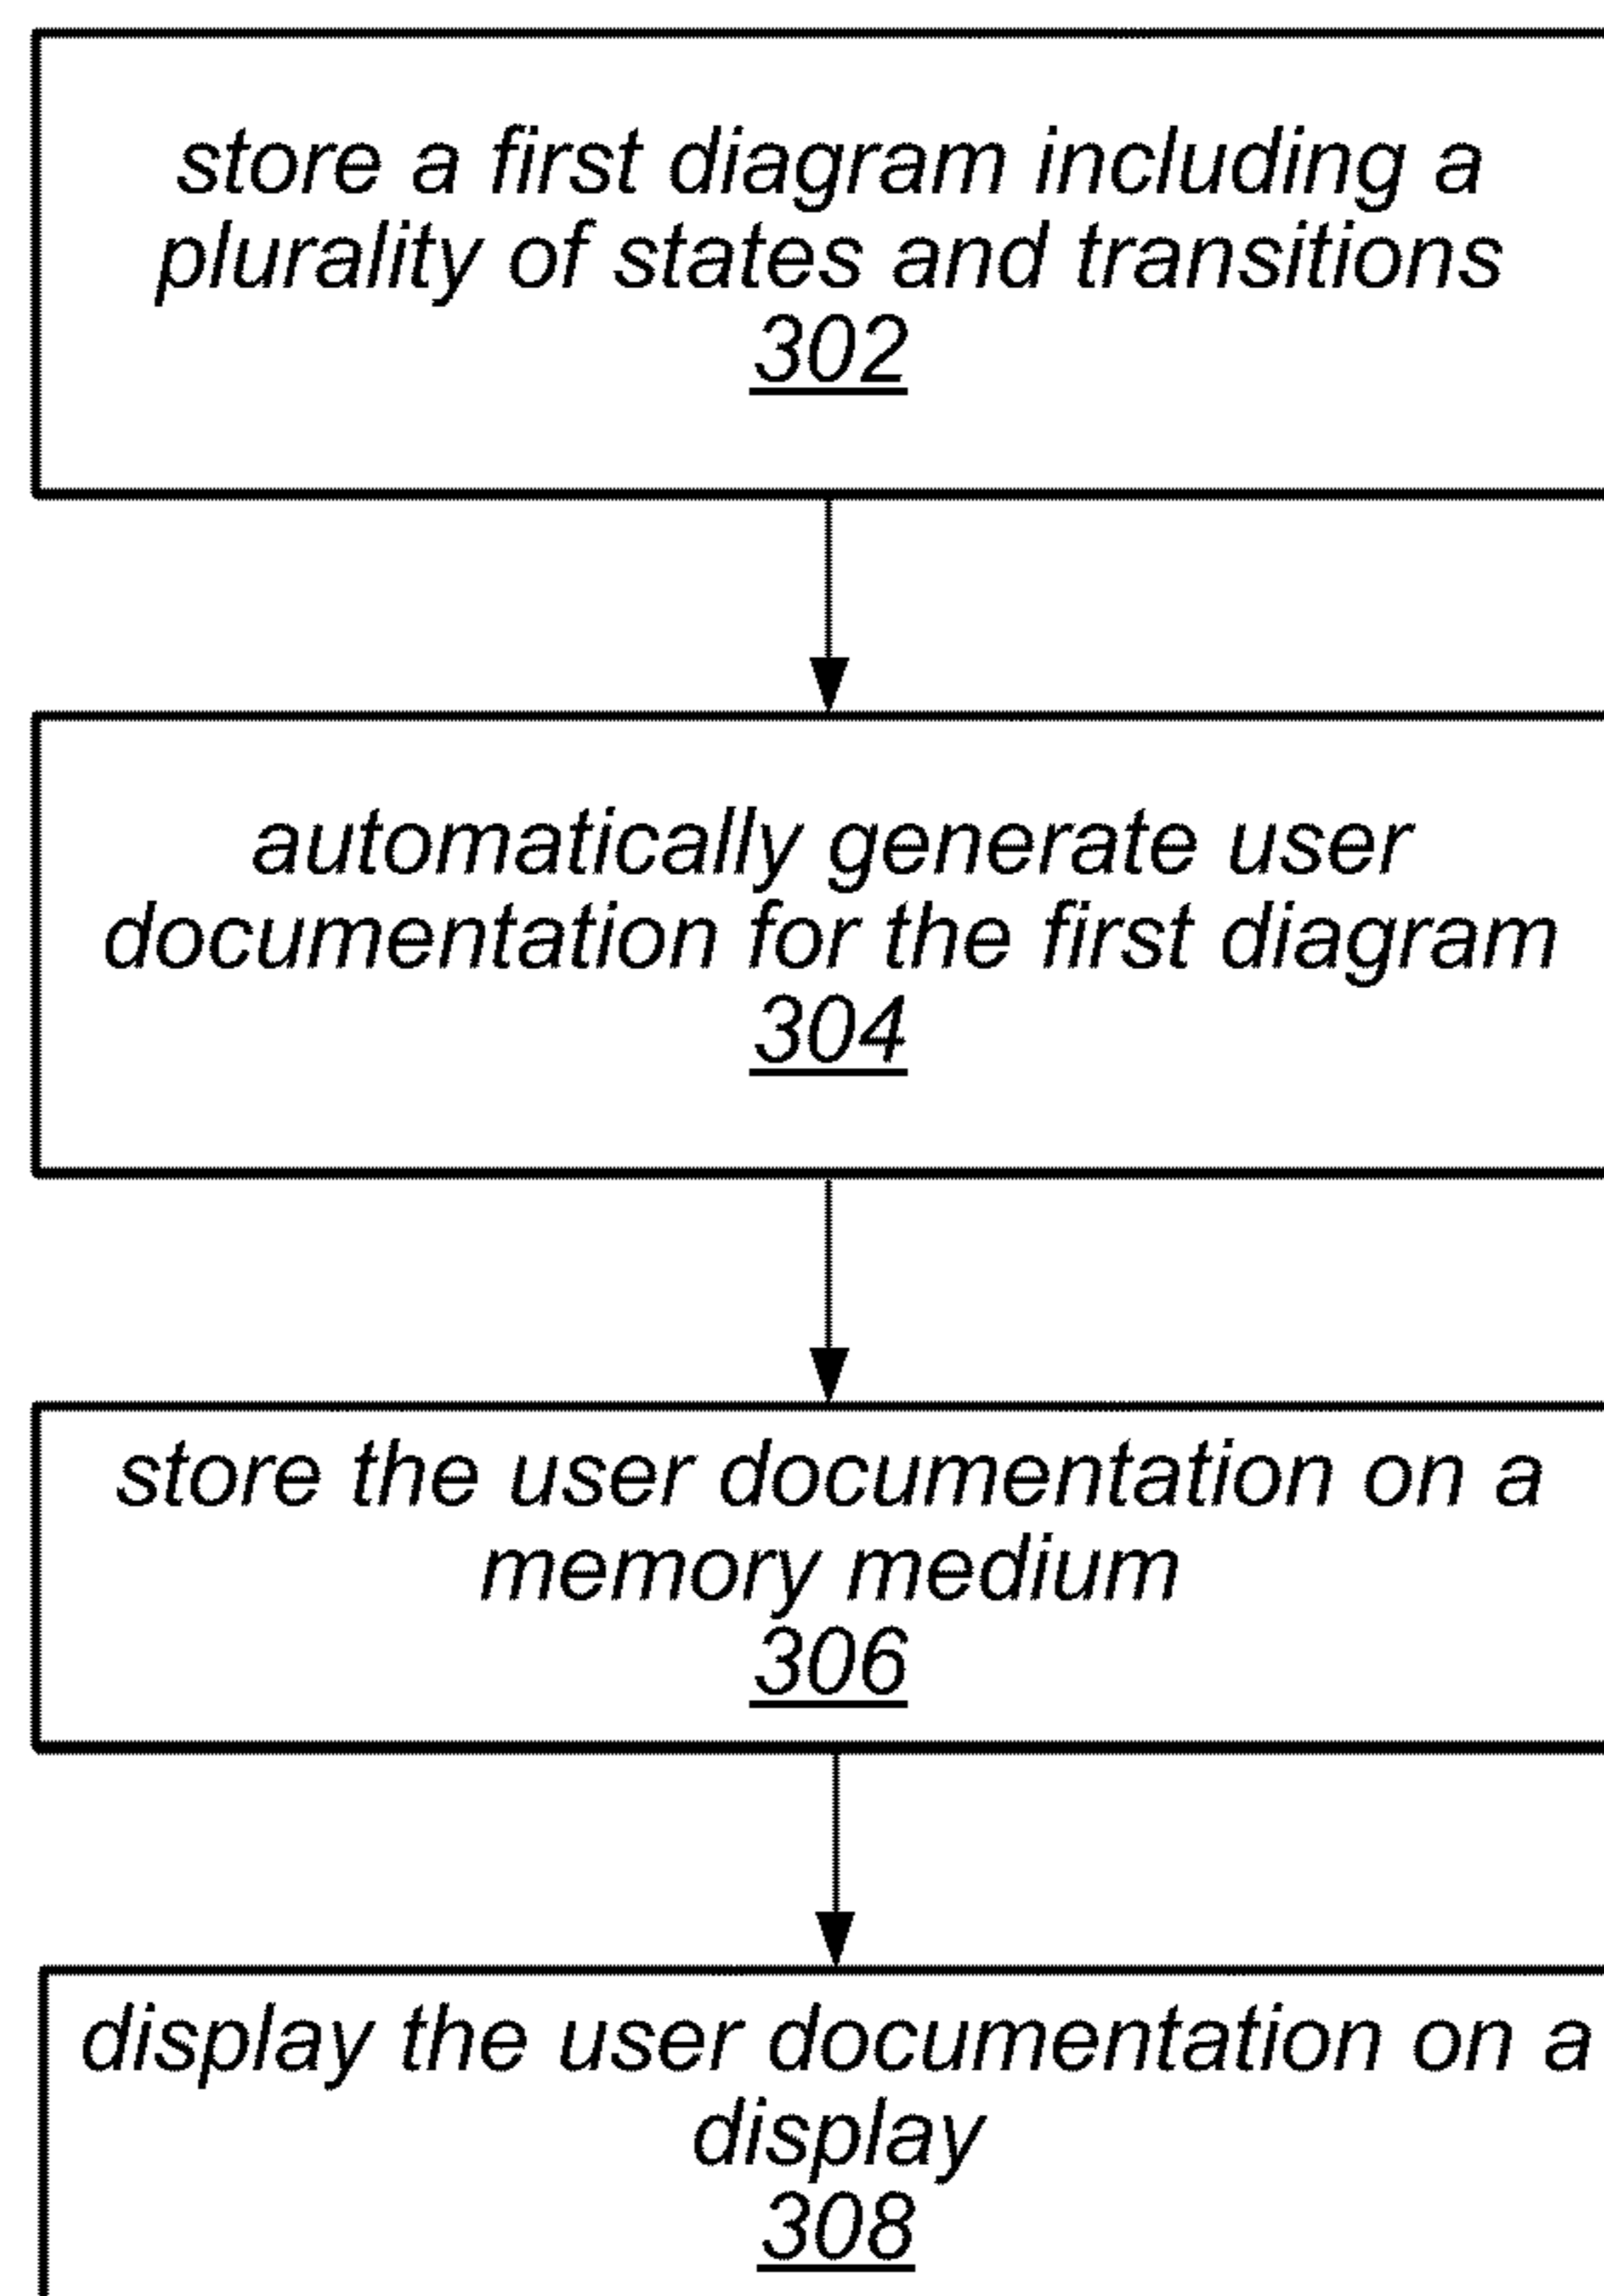 store a first diagram including a
plurality of states and transitions
302
automatically generate user
documentation for the first diagram
304
store the user documentation on a
memory medium
306
display the user documentation on a
display
308